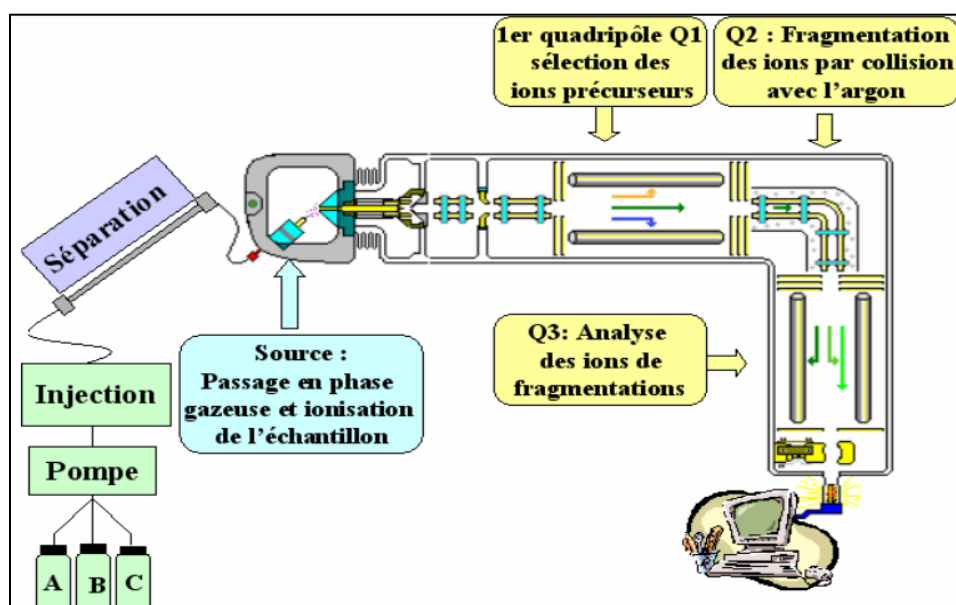 1er quadripôle Q1
sélection des
ions précurseurs
Q2 : Fragmentation
des ions par collision
avec l'argon
Séparation
Source :
Passage en phase
gazeuse et ionisation
de l'échantillon
Q3: Analyse
des ions de
fragmentations
Injection
Pompe
A B C